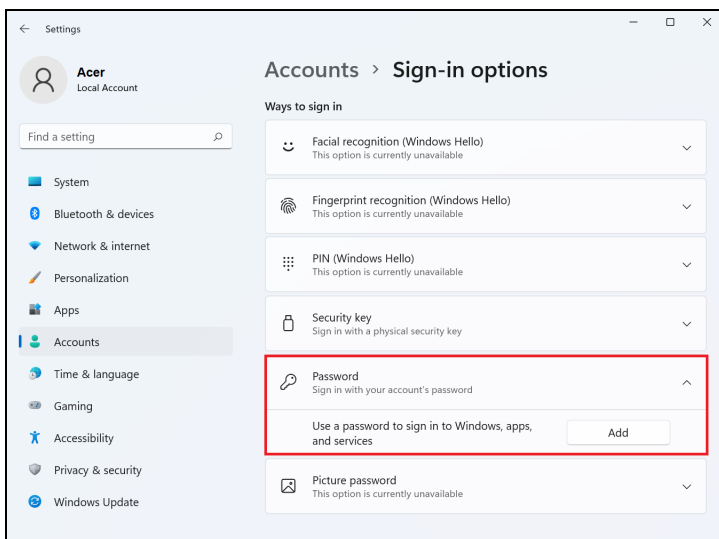 Settings
Acer
Local Account
Find a setting
System
Bluetooth & devices
Network & internet
Personalization
Apps
Accounts
Time & language
Gaming
Accessibility
Privacy & security
Windows Update
Accounts > Sign-in options
Ways to sign in
Facial recognition (Windows Hello)
This option is currently unavailable
Fingerprint recognition (Windows Hello)
This option is currently unavailable
PIN (Windows Hello)
This option is currently unavailable
Security key
Sign in with a physical security key
Password
Sign in with your account's password
Use a password to sign in to Windows, apps,
and services
Add
Picture password
This option is currently unavailable